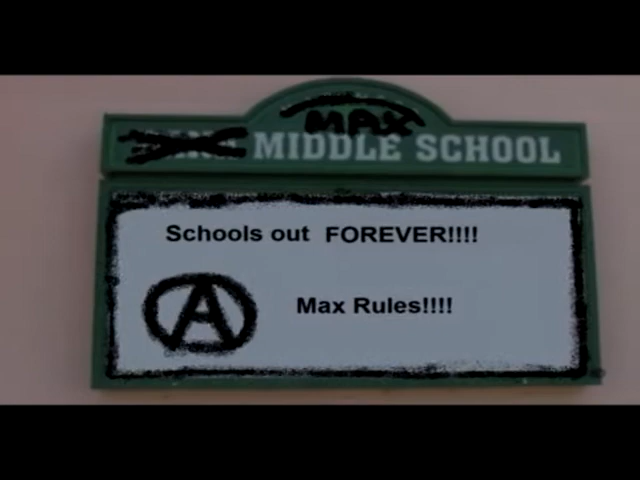 MAX
MIDDLE SCHOOL
Schools out FOREVER!!!!
A
Max Rules!!!!